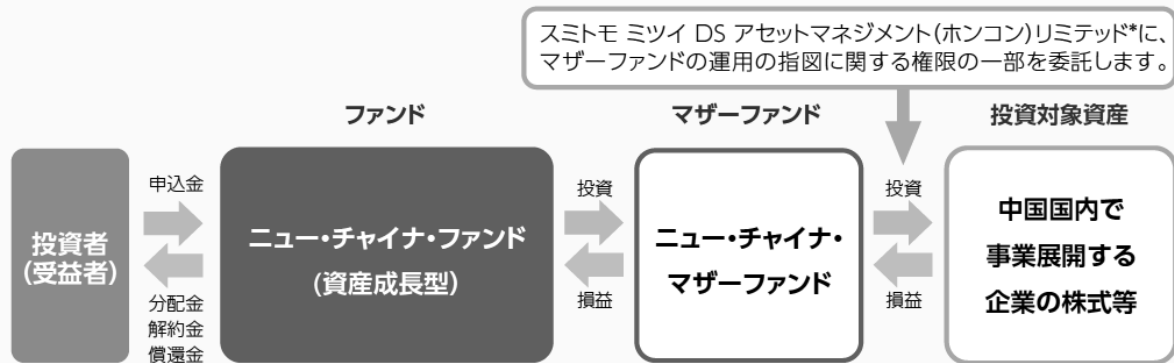 スミトモ ミツイ DS アセットマネジメント(ホンコン)リミテッド*に、
マザーファンドの運用の指図に関する権限の一部を委託します。
ファンド
マザーファンド
投資対象資産
投資者
(受益者)
申込金
分配金
解約金
償還金
ニュー・チャイナ・ファンド
(資産成長型)
投資
損益
ニュー・チャイナ・
マザーファンド
投資
損益
中国国内で
事業展開する
企業の株式等